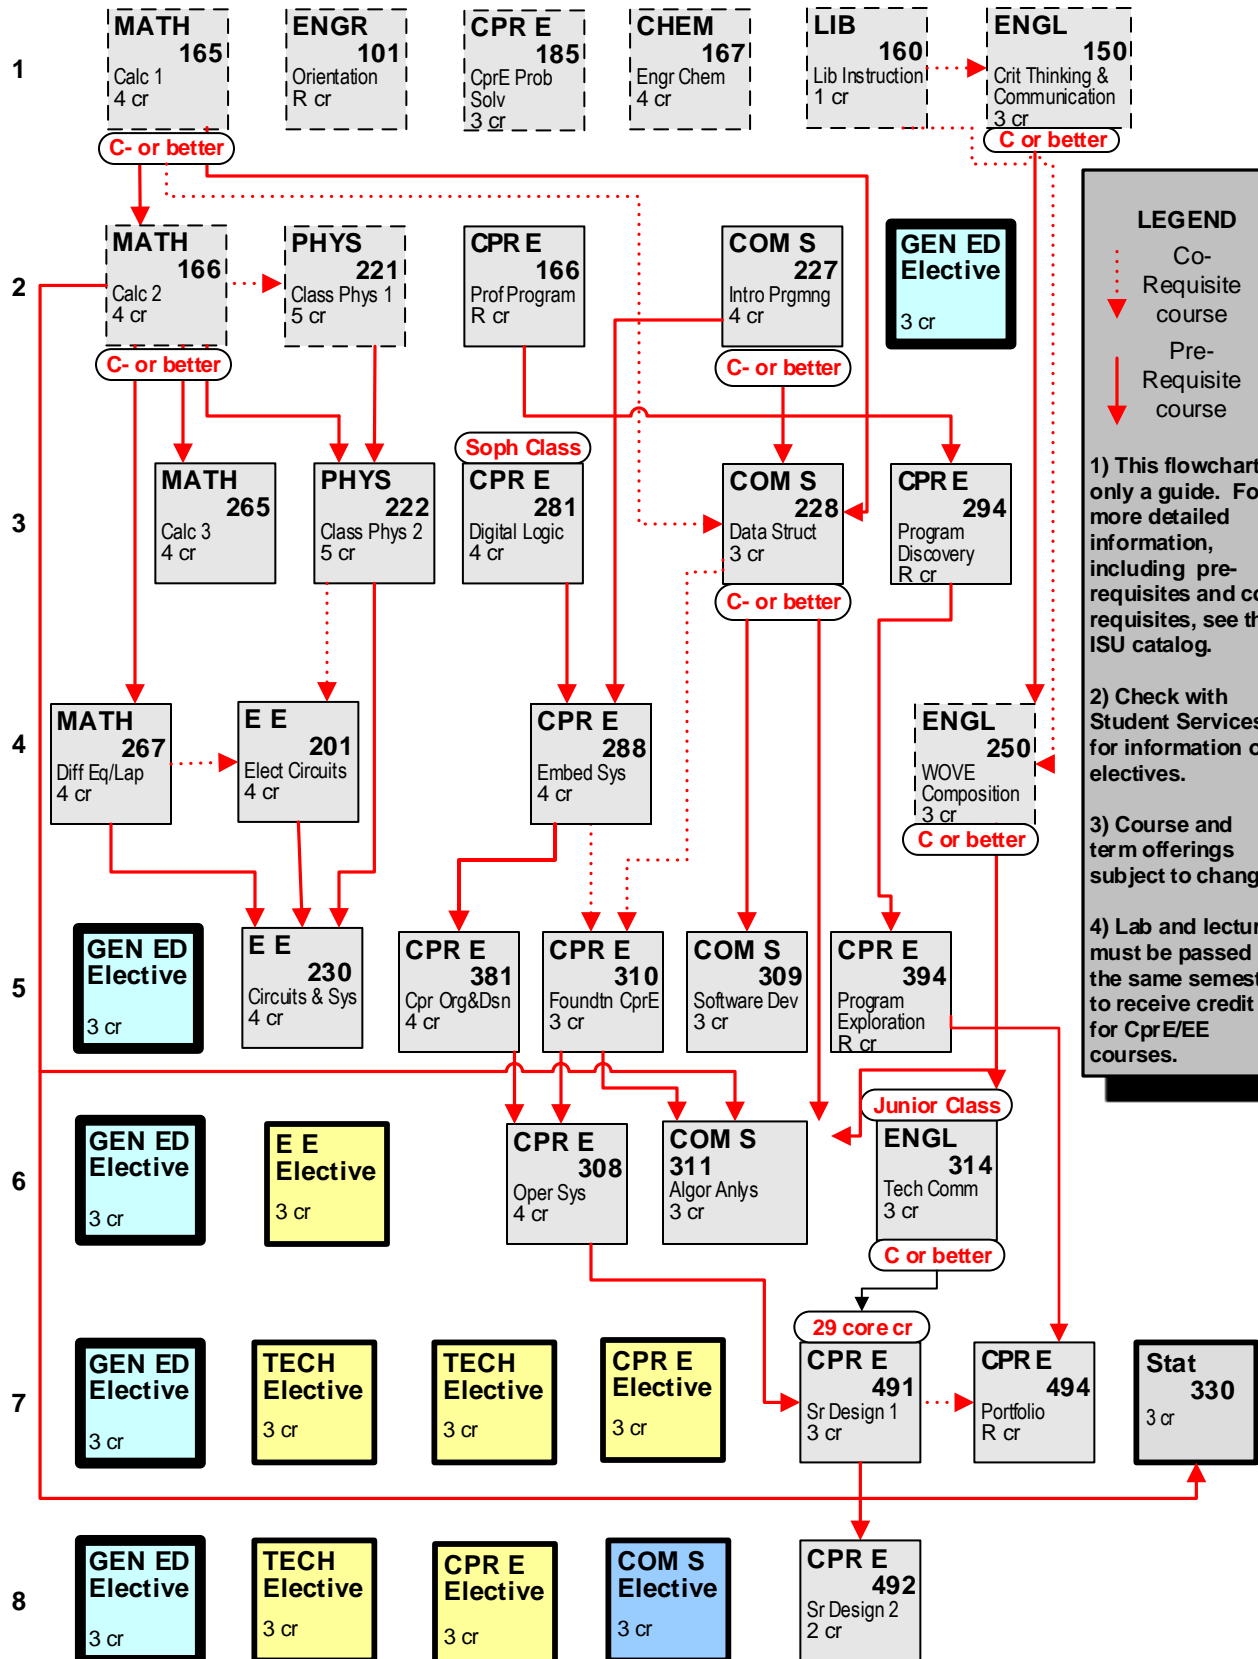 1
MATH
165
Calc 1
4 cr
ENGR
101
Orientation
R cr
CPR E
185
CprE Prob
Solv
3 cr
CHEM
167
Engr Chem
4 cr
LIB
160
Lib Instruction
1 cr
ENGL
150
Crit Thinking &
Communication
3 cr
C- or better
C or better
2
MATH
166
Calc 2
4 cr
PHYS
221
Class Phys 1
5 cr
CPR E
166
Prof Program
R cr
COM S
227
Intro Prgmng
4 cr
GEN ED
Elective
3 cr
C- or better
C- or better
3
MATH
265
Calc 3
4 cr
PHYS
222
Class Phys 2
5 cr
Soph Class
CPR E
281
Digital Logic
4 cr
COM S
228
Data Struct
3 cr
CPR E
294
Program
Discovery
R cr
C- or better
4
MATH
267
Diff Eq/Lap
4 cr
E E
201
Elect Circuits
4 cr
CPR E
288
Embed Sys
4 cr
ENGL
250
WOVE
Composition
3 cr
C or better
5
GEN ED
Elective
3 cr
E E
230
Circuits & Sys
4 cr
CPR E
381
Cpr Org&Dsn
4 cr
CPR E
310
Foundtn CprE
3 cr
COM S
309
Software Dev
3 cr
CPR E
394
Program
Exploration
R cr
6
GEN ED
Elective
3 cr
E E
Elective
3 cr
CPR E
308
Oper Sys
4 cr
COM S
311
Algor Anlys
3 cr
Junior Class
ENGL
314
Tech Comm
3 cr
C or better
7
GEN ED
Elective
3 cr
TECH
Elective
3 cr
TECH
Elective
3 cr
CPR E
Elective
3 cr
29 core cr
CPR E
491
Sr Design 1
3 cr
CPR E
494
Portfolio
R cr
Stat
330
3 cr
8
GEN ED
Elective
3 cr
TECH
Elective
3 cr
CPR E
Elective
3 cr
COM S
Elective
3 cr
CPR E
492
Sr Design 2
2 cr
LEGEND
Co-
Requisite
course
Pre-
Requisite
course
1) This flowchart
only a guide. Fo
more detailed
information,
including pre-
requisites and co
requisites, see th
ISU catalog.
2) Check with
Student Services
for information o
electives.
3) Course and
term offerings
subject to chang
4) Lab and lectur
must be passed
the same semest
to receive credit
for CprE/EE
courses.